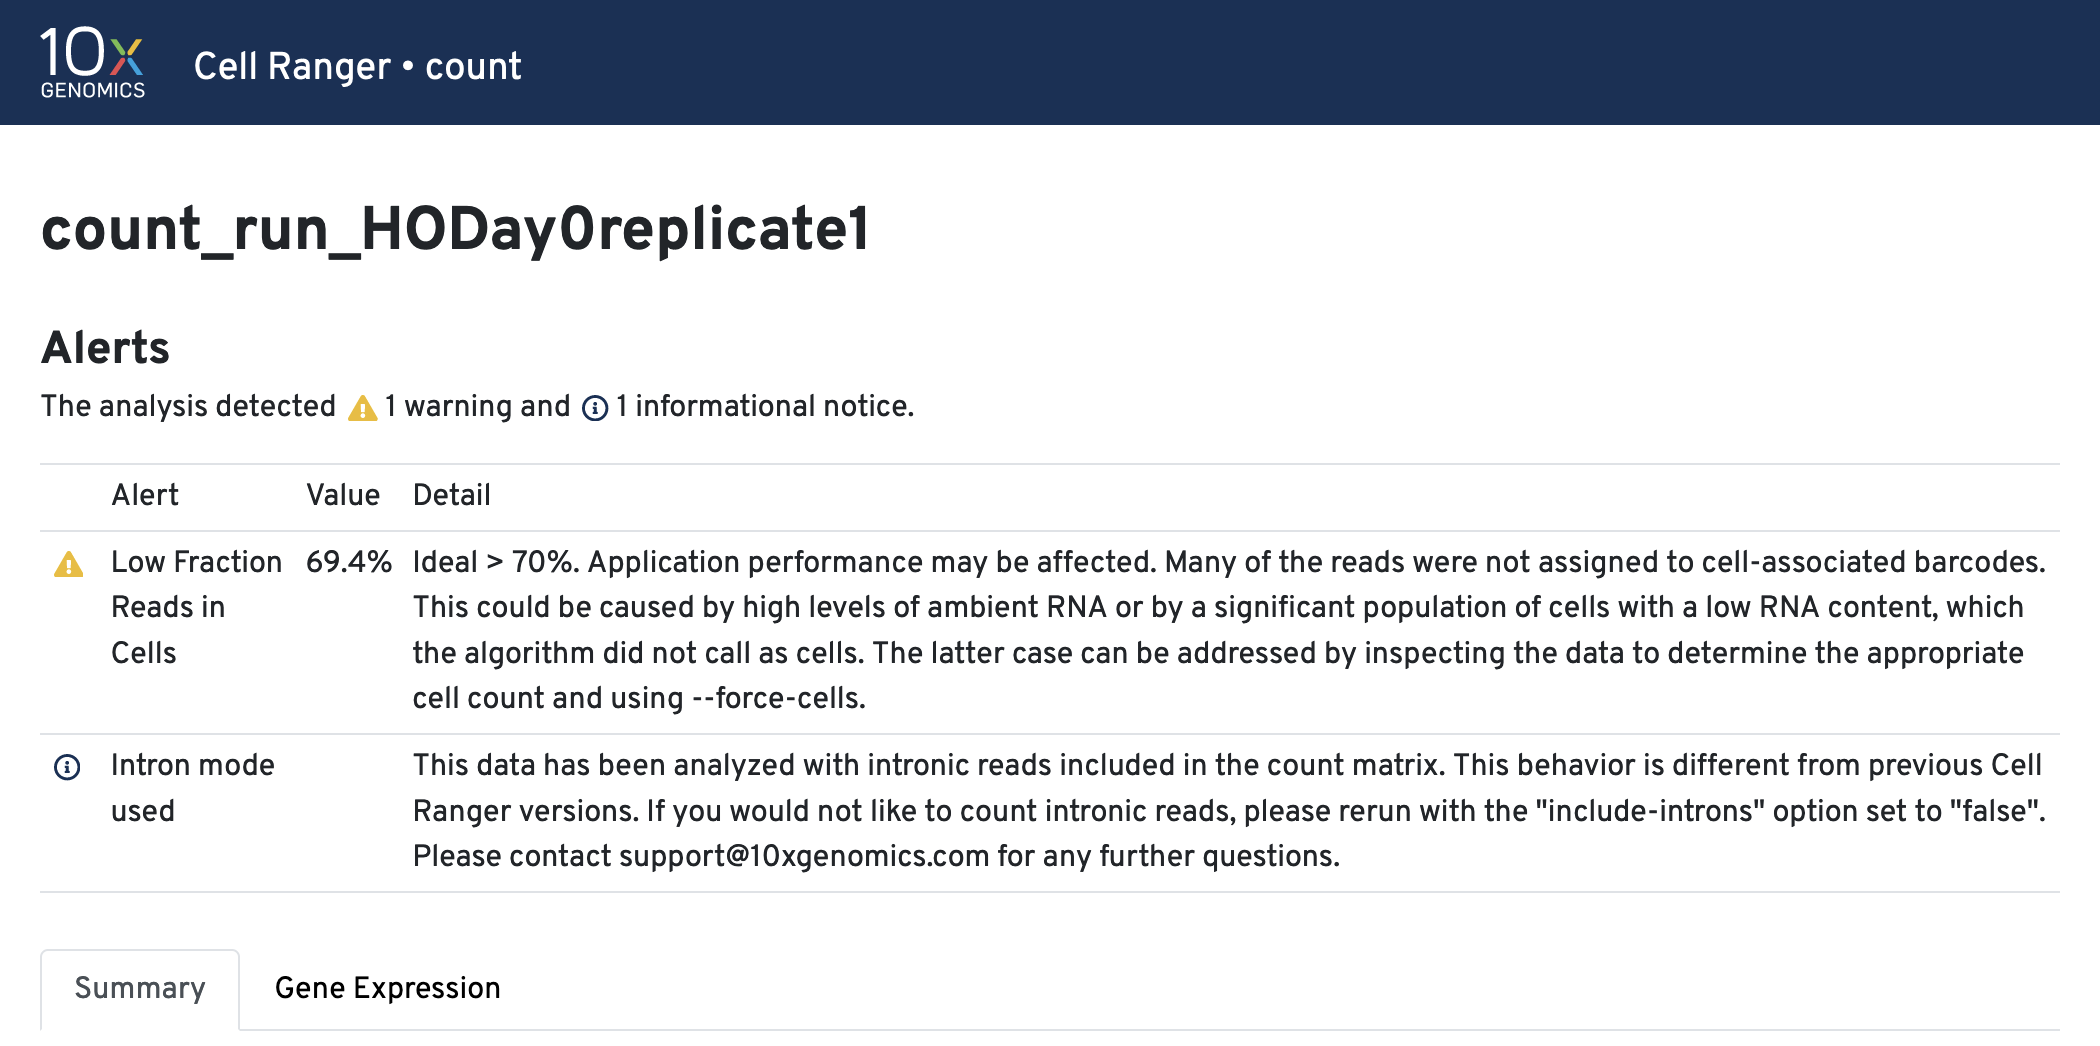 10x
GENOMICS
Cell Ranger • count
count_run_HODay0replicate1
Alerts
The analysis detected 1 warning and 1 informational notice.
Alert Value Detail
Low Fraction Reads in Cells 69.4% Ideal > 70%. Application performance may be affected. Many of the reads were not assigned to cell-associated barcodes.
This could be caused by high levels of ambient RNA or by a significant population of cells with a low RNA content, which
the algorithm did not call as cells. The latter case can be addressed by inspecting the data to determine the appropriate
cell count and using --force-cells.
Intron mode used This data has been analyzed with intronic reads included in the count matrix. This behavior is different from previous Cell
Ranger versions. If you would not like to count intronic reads, please rerun with the "include-introns" option set to "false".
Please contact support@10xgenomics.com for any further questions.
Summary Gene Expression